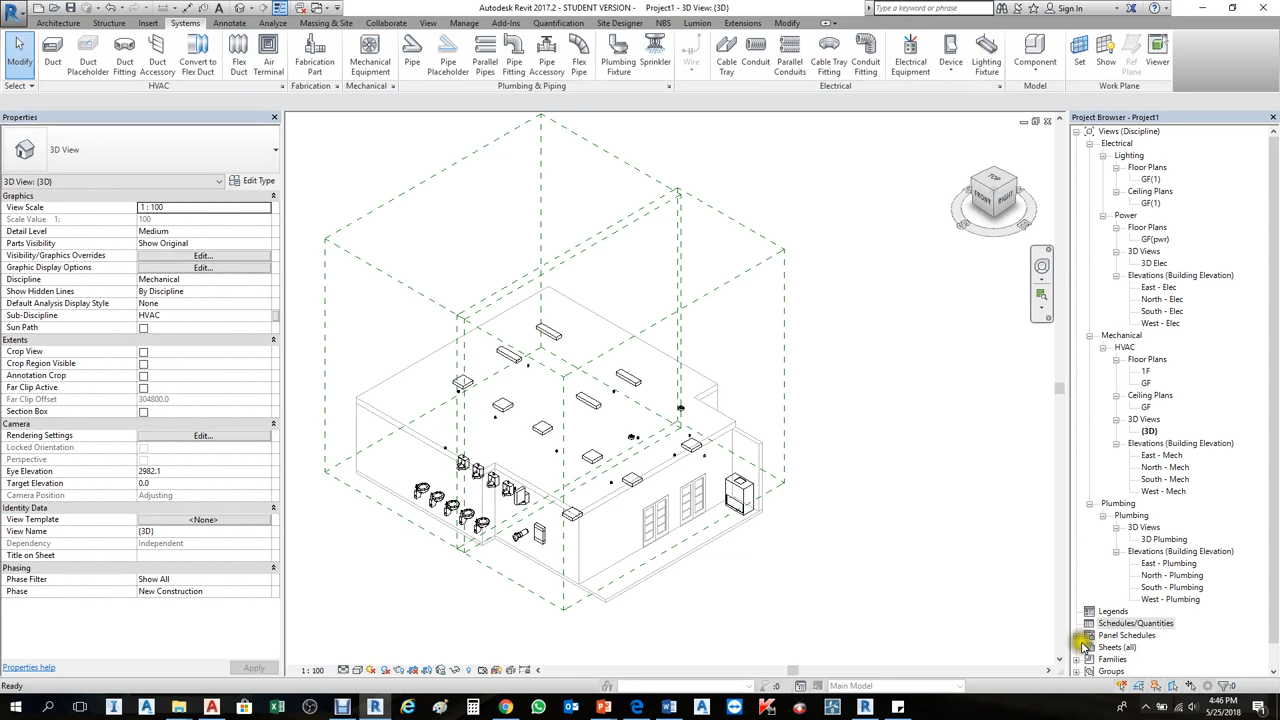 Autodesk Revit 2017.2 - STUDENT VERSION - Project1 - 3D View: {3D}
Type a keyword or phrase
Sign In
Architecture Structure Insert Systems Annotate Analyze Massing & Site Collaborate View Manage Add-Ins Quantification Site Designer NBS Lumion Extensions Modify
Modify
Duct
Duct Placeholder
Duct Fitting
Duct Accessory
Convert to Flex Duct
Flex Duct
Air Terminal
Fabrication Part
Mechanical Equipment
Pipe
Pipe Placeholder
Parallel Pipes
Pipe Fitting
Pipe Accessory
Flex Pipe
Plumbing Fixture
Sprinkler
Wire
Cable Tray
Conduit
Parallel Conduits
Cable Tray Fitting
Conduit Fitting
Electrical Equipment
Device
Lighting Fixture
Component
Set
Show
Ref Plane
Viewer
Select HVAC Fabrication Mechanical Plumbing & Piping Electrical Model Work Plane
Properties
3D View
3D View: {3D} Edit Type
Graphics
View Scale 1 : 100
Scale Value 1: 100
Detail Level Medium
Parts Visibility Show Original
Visibility/Graphics Overrides Edit...
Graphic Display Options Edit...
Discipline Mechanical
Show Hidden Lines By Discipline
Default Analysis Display Style None
Sub-Discipline HVAC
Sun Path
Extents
Crop View
Crop Region Visible
Annotation Crop
Far Clip Active
Far Clip Offset 304800.0
Section Box
Camera
Rendering Settings Edit...
Locked Orientation
Perspective
Eye Elevation 2982.1
Target Elevation 0.0
Camera Position Adjusting
Identity Data
View Template <None>
View Name {3D}
Dependency Independent
Title on Sheet
Phasing
Phase Filter Show All
Phase New Construction
Properties help Apply
TOP
FRONT
RIGHT
Project Browser - Project1
Views (Discipline)
Electrical
Lighting
Floor Plans
GF(1)
Ceiling Plans
GF(1)
Power
Floor Plans
GF(pwr)
3D Views
3D Elec
Elevations (Building Elevation)
East - Elec
North - Elec
South - Elec
West - Elec
Mechanical
HVAC
Floor Plans
1F
GF
Ceiling Plans
GF
3D Views
{3D}
Elevations (Building Elevation)
East - Mech
North - Mech
South - Mech
West - Mech
Plumbing
Plumbing
3D Views
3D Plumbing
Elevations (Building Elevation)
East - Plumbing
North - Plumbing
South - Plumbing
West - Plumbing
Legends
Schedules/Quantities
Panel Schedules
Sheets (all)
Families
Groups
1 : 100
Ready
:0 Main Model :0
4:46 PM
5/25/2018